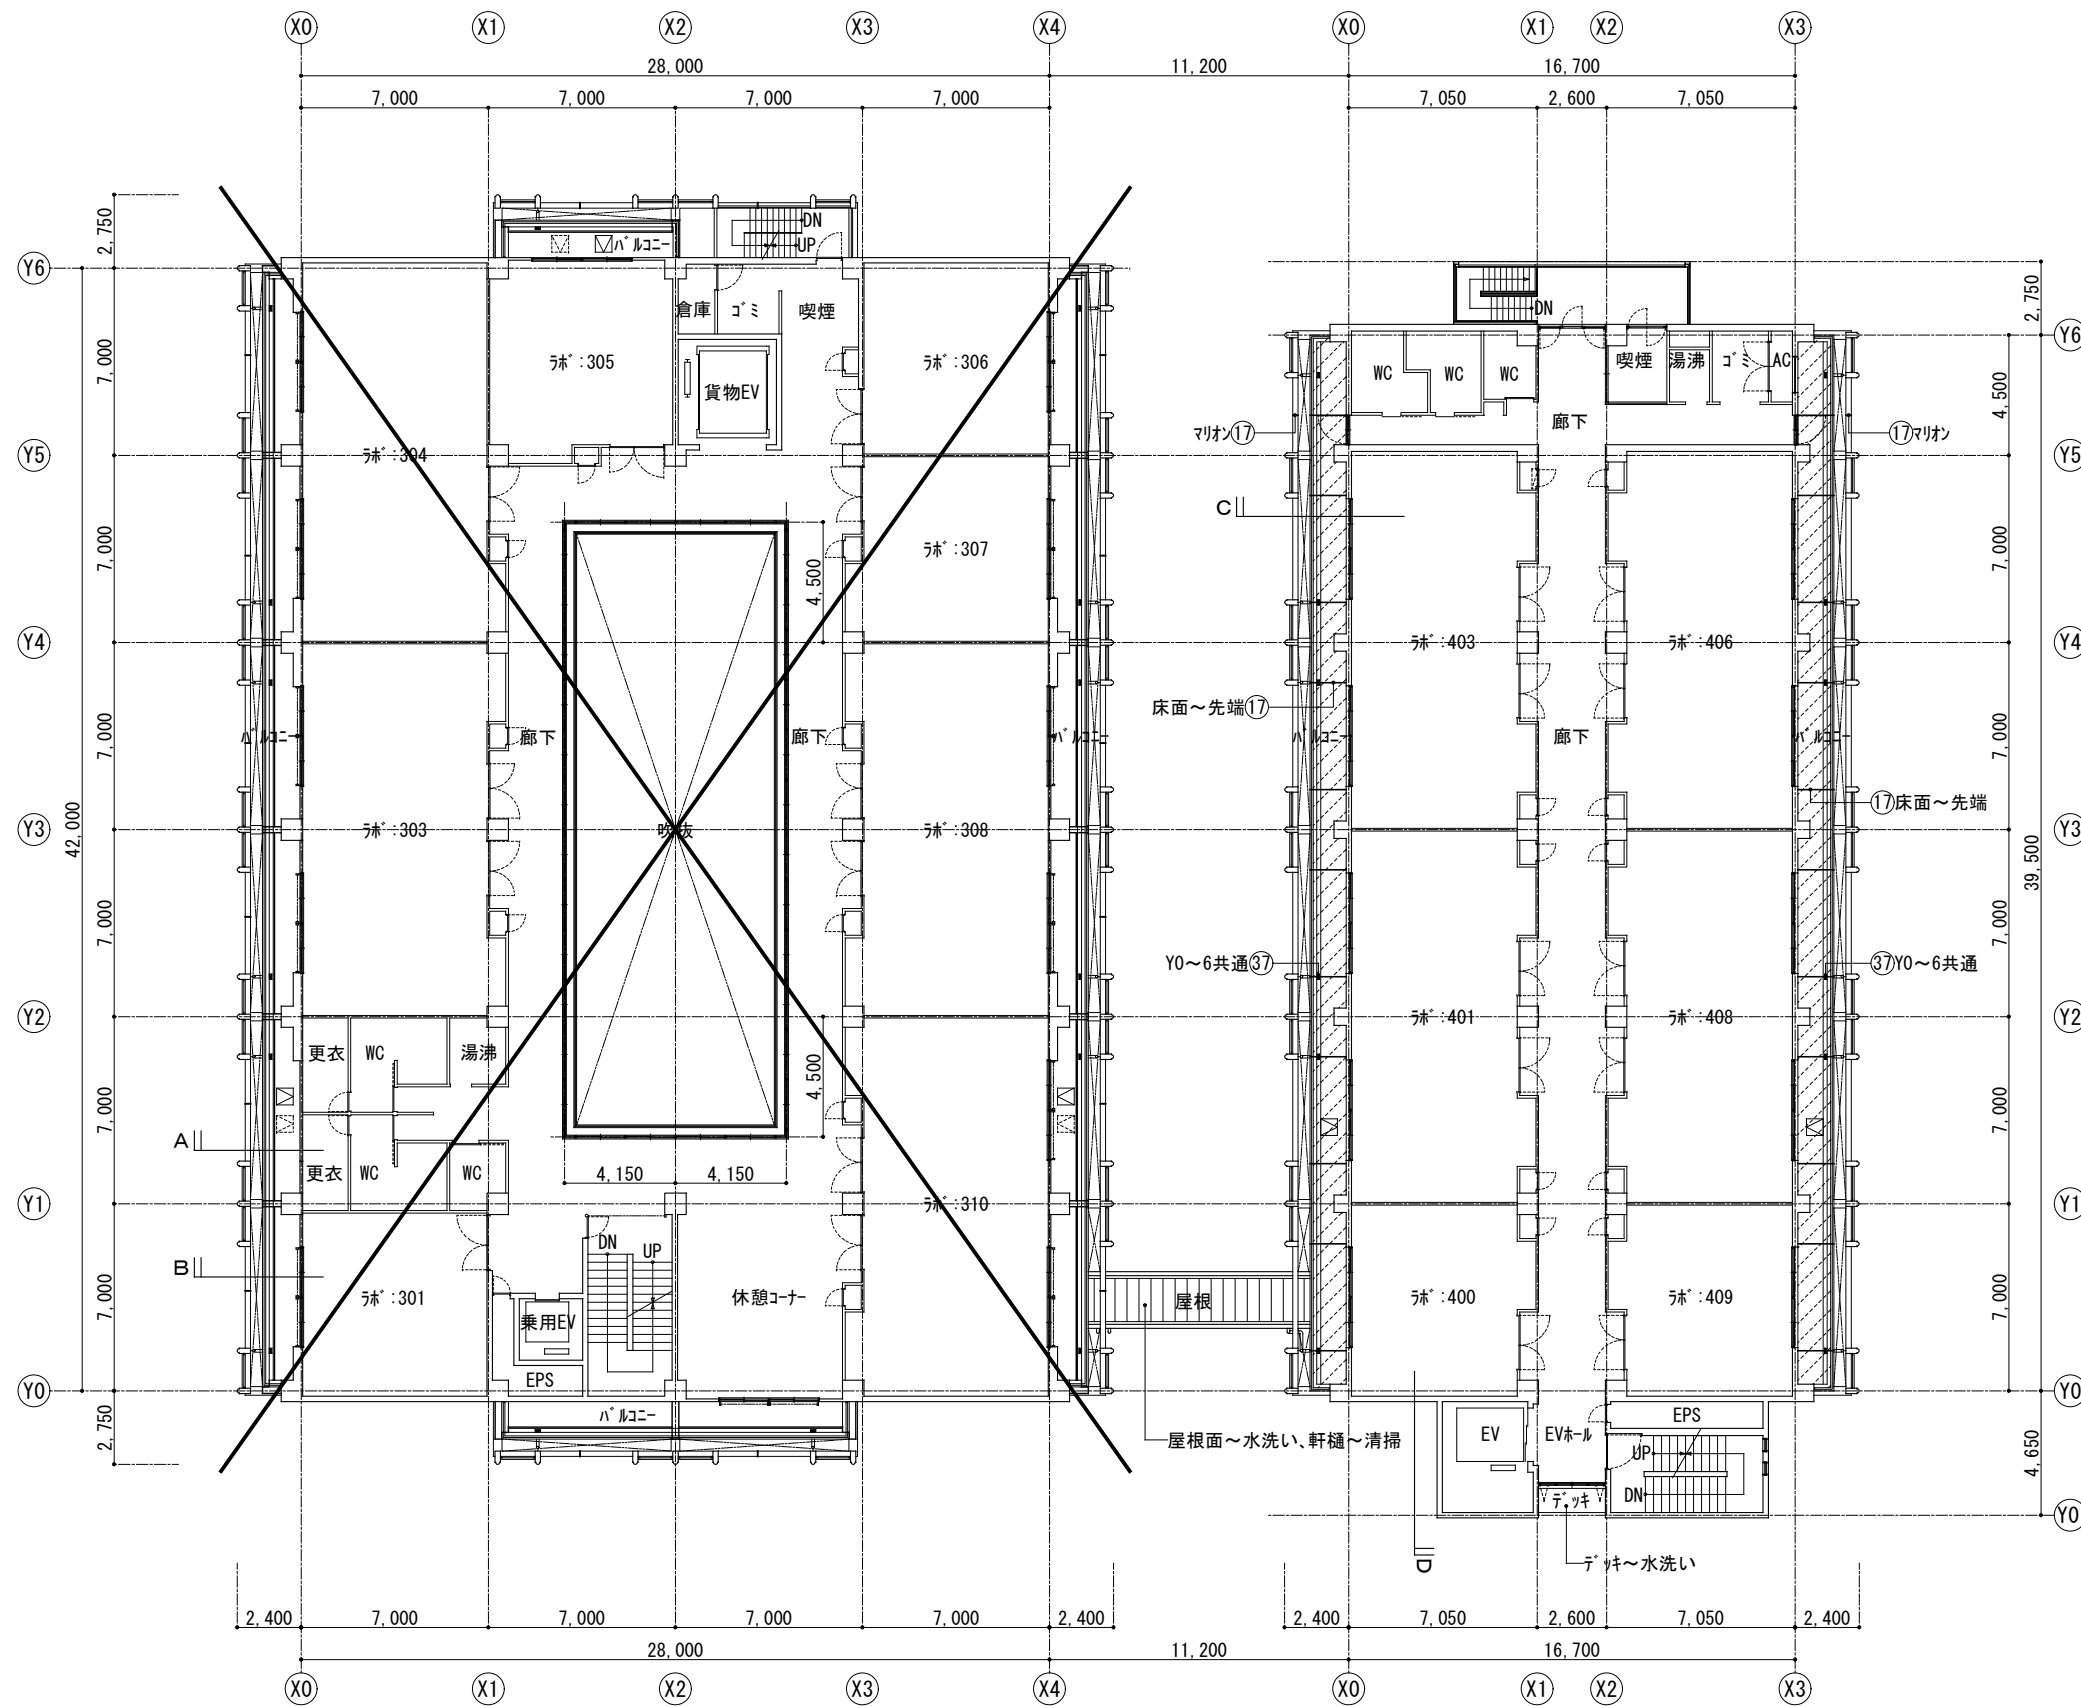 X0 X1 X2 X3 X4 X0 X1 X2 X3
28,000 11,200 16,700
7,000 7,000 7,000 7,000 7,050 2,600 7,050
2,750
DN
UP
バルコニー
Y6
倉庫 ゴミ 喫煙
ラボ:305
貨物EV
ラボ:306
7,000
Y5
ラボ:304
7,000
ラボ:307
4,500
Y4
7,000
バルコニー
廊下
廊下
バルコニー
42,000
Y3
ラボ:303
吹抜
ラボ:308
7,000
Y2
更衣 WC 湯沸
4,500
7,000
A
更衣 WC WC
4,150 4,150
Y1
ラボ:310
B
7,000
ラボ:301
DN UP
乗用EV
休憩コーナー
EPS
Y0
2,750
バルコニー
屋根
屋根面~水洗い、軒樋~清掃
DN
2,750
Y6
WC WC WC 喫煙 湯沸 ゴミ AC
4,500
マリオン17
廊下
17マリオン
Y5
C
7,000
ラボ:403 ラボ:406
Y4
床面~先端17
バルコニー
廊下
バルコニー
7,000
17床面~先端
Y3
39,500
Y0~6共通37
37Y0~6共通
7,000
ラボ:401 ラボ:408
Y2
7,000
Y1
ラボ:400 ラボ:409
7,000
Y0
EV EVホール EPS
UP
DN
デッキ
4,650
Y0
D
デッキ~水洗い
2,400 7,000 7,000 7,000 7,000 2,400 2,400 7,050 2,600 7,050 2,400
28,000 11,200 16,700
X0 X1 X2 X3 X4 X0 X1 X2 X3